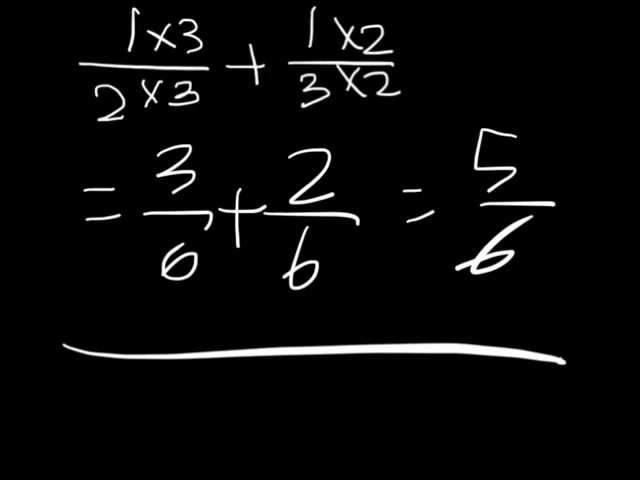 1×3/2×3 + 1×2/3×2
= 3/6 + 2/6 = 5/6